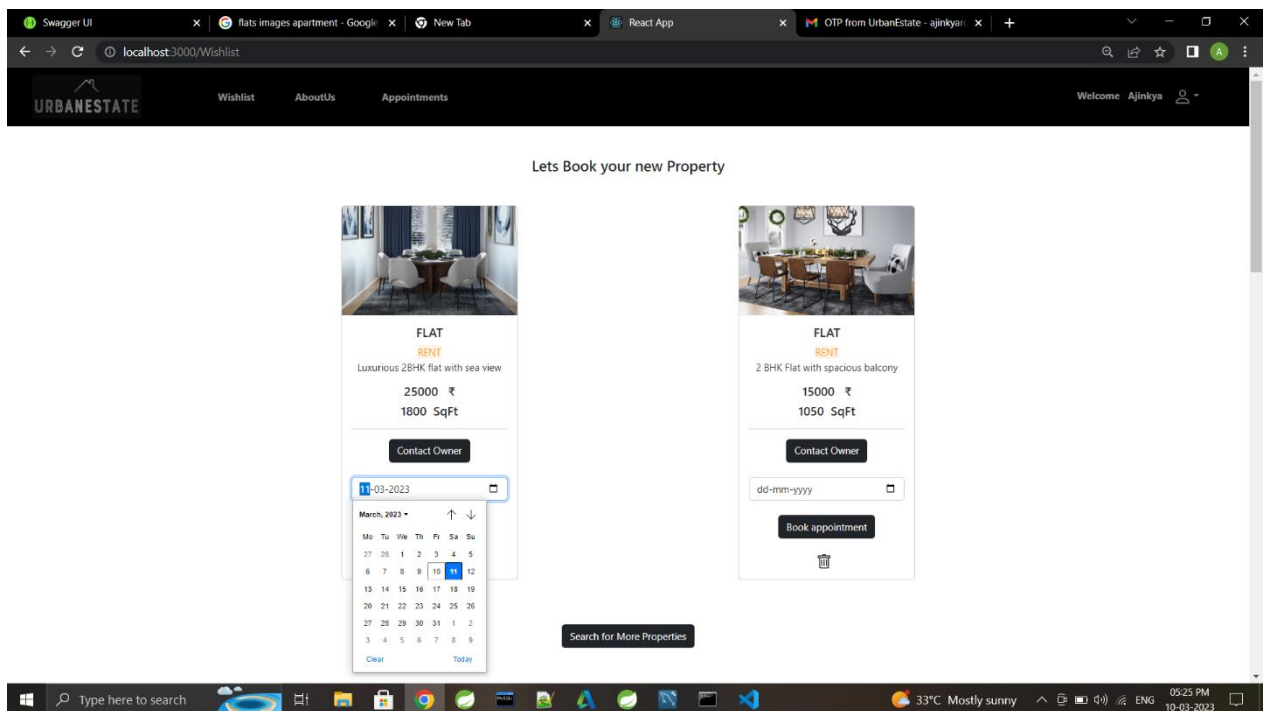 Swagger UI
flats images apartment - Google
New Tab
React App
OTP from UrbanEstate - ajinkyar
localhost:3000/Wishlist
A
URBANESTATE
Wishlist AboutUs Appointments
Welcome Ajinkya
Lets Book your new Property
FLAT
RENT
Luxurious 2BHK flat with sea view
25000 ₹
1800 SqFt
Contact Owner
11-03-2023
March, 2023
Mo Tu We Th Fr Sa Su
27 28 1 2 3 4 5
6 7 8 9 10 11 12
13 14 15 16 17 18 19
20 21 22 23 24 25 26
27 28 29 30 31 1 2
3 4 5 6 7 8 9
Clear Today
FLAT
RENT
2 BHK Flat with spacious balcony
15000 ₹
1050 SqFt
Contact Owner
dd-mm-yyyy
Book appointment
Search for More Properties
Type here to search
33°C Mostly sunny
ENG
05:25 PM
10-03-2023